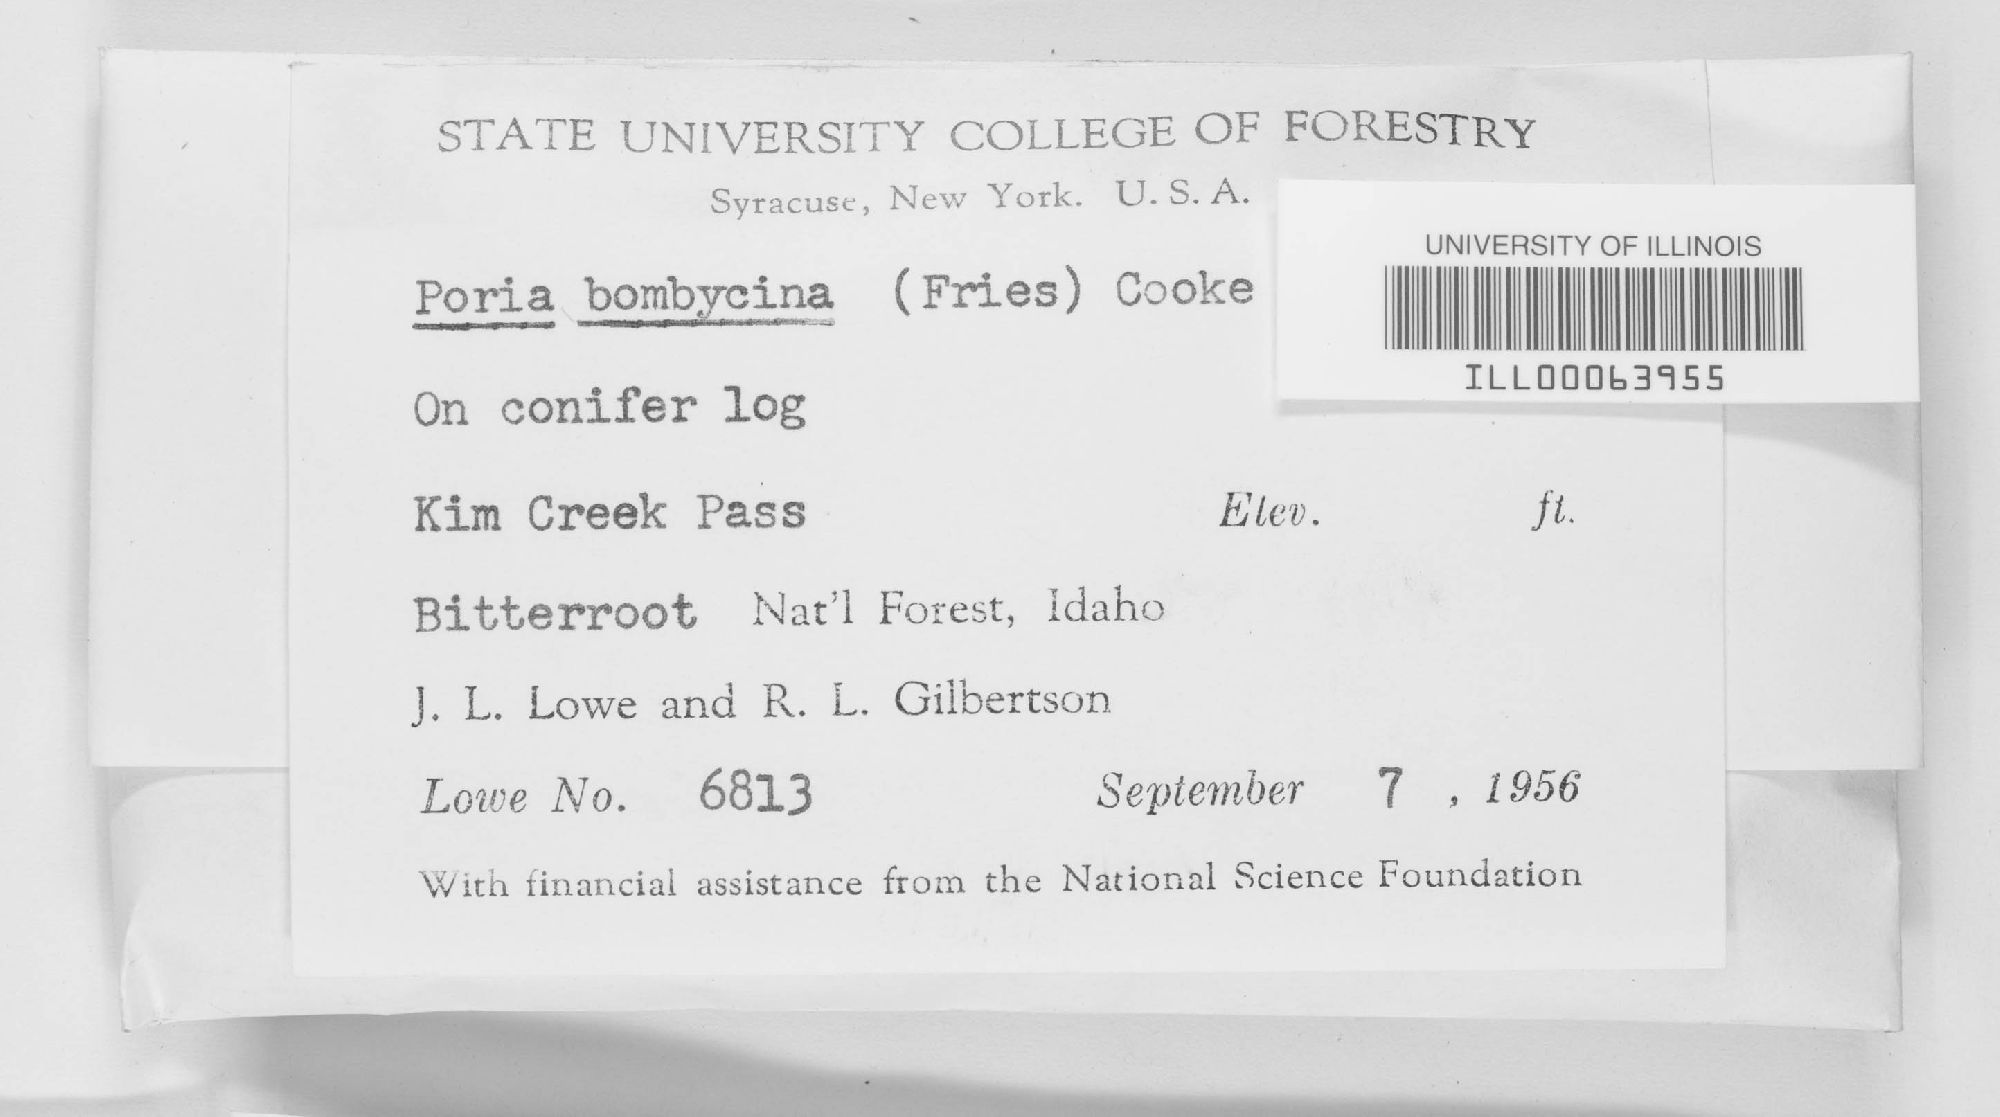 STATE UNIVERSITY COLLEGE OF FORESTRY
Syracuse, New York. U. S. A.
UNIVERSITY OF ILLINOIS
ILL00063955
Poria bombycina (Fries) Cooke
On conifer log
Kim Creek Pass Elev. ft.
Bitterroot Nat'l Forest, Idaho
J. L. Lowe and R. L. Gilbertson
Lowe No. 6813 September 7 , 1956
With financial assistance from the National Science Foundation